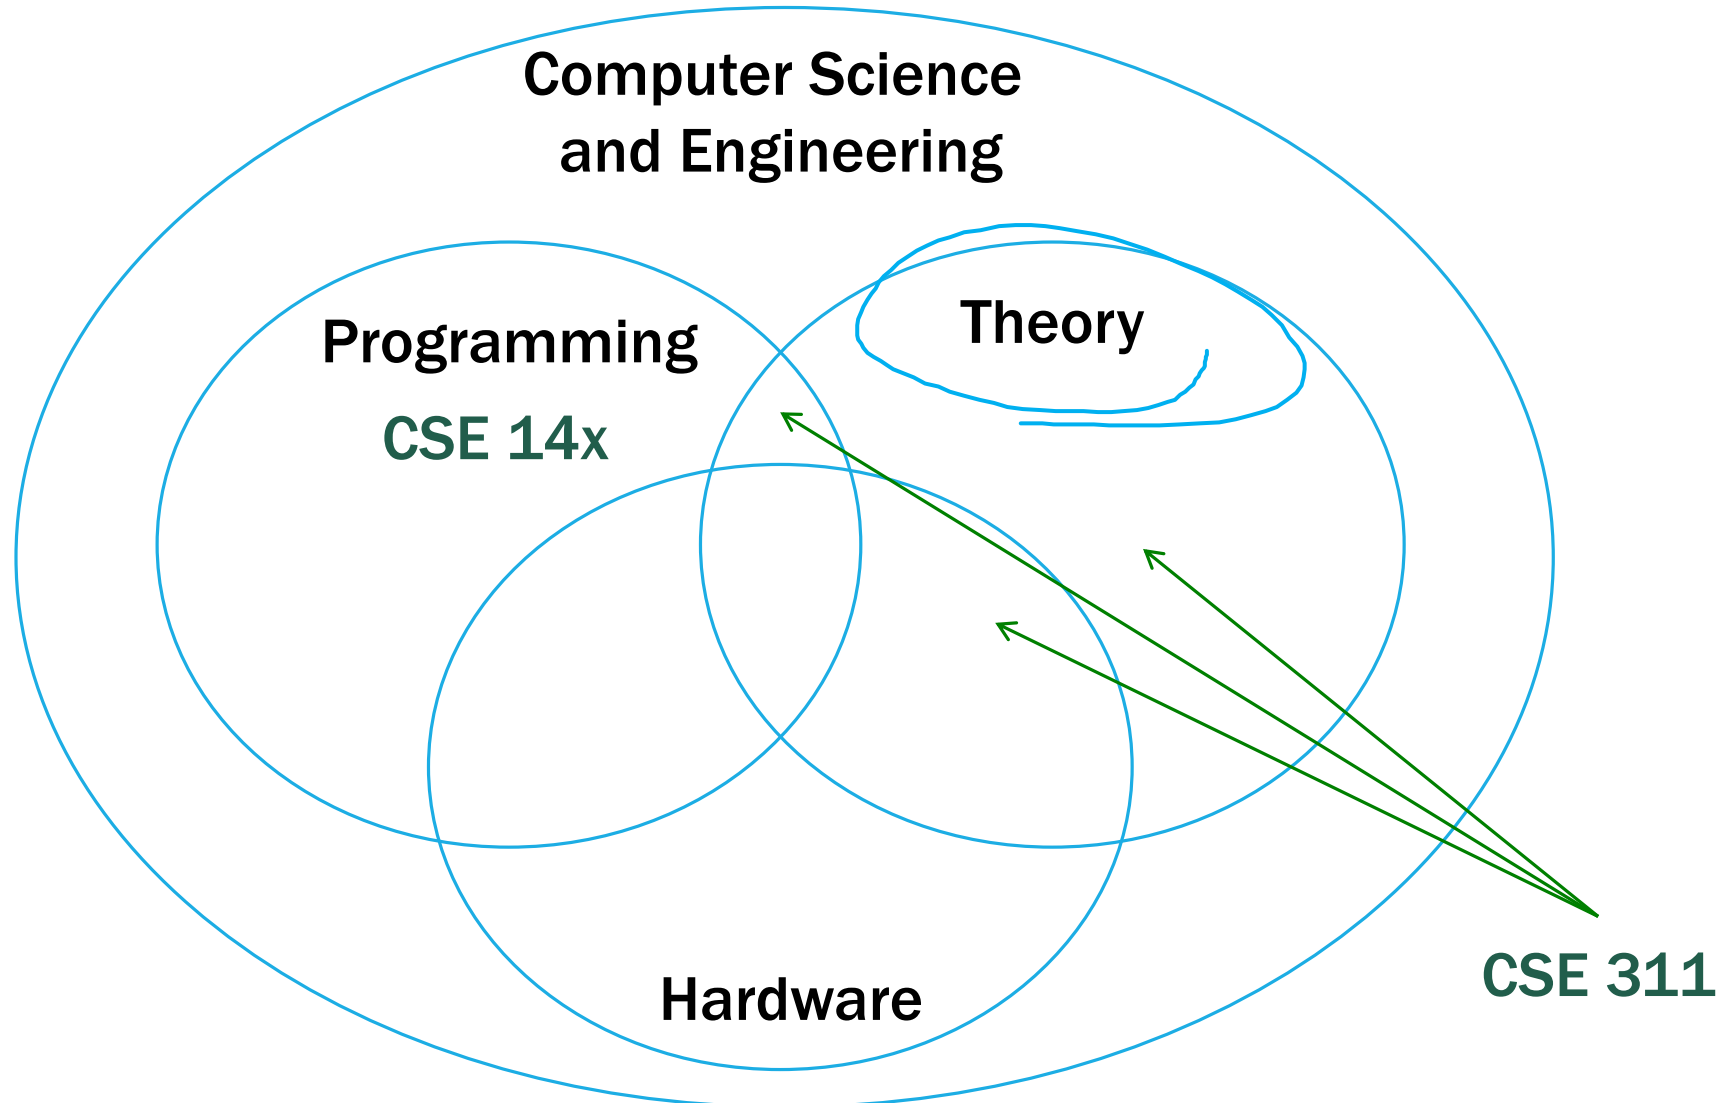 Computer Science
and Engineering
Theory
Programming
CSE 14x
Hardware
CSE 311